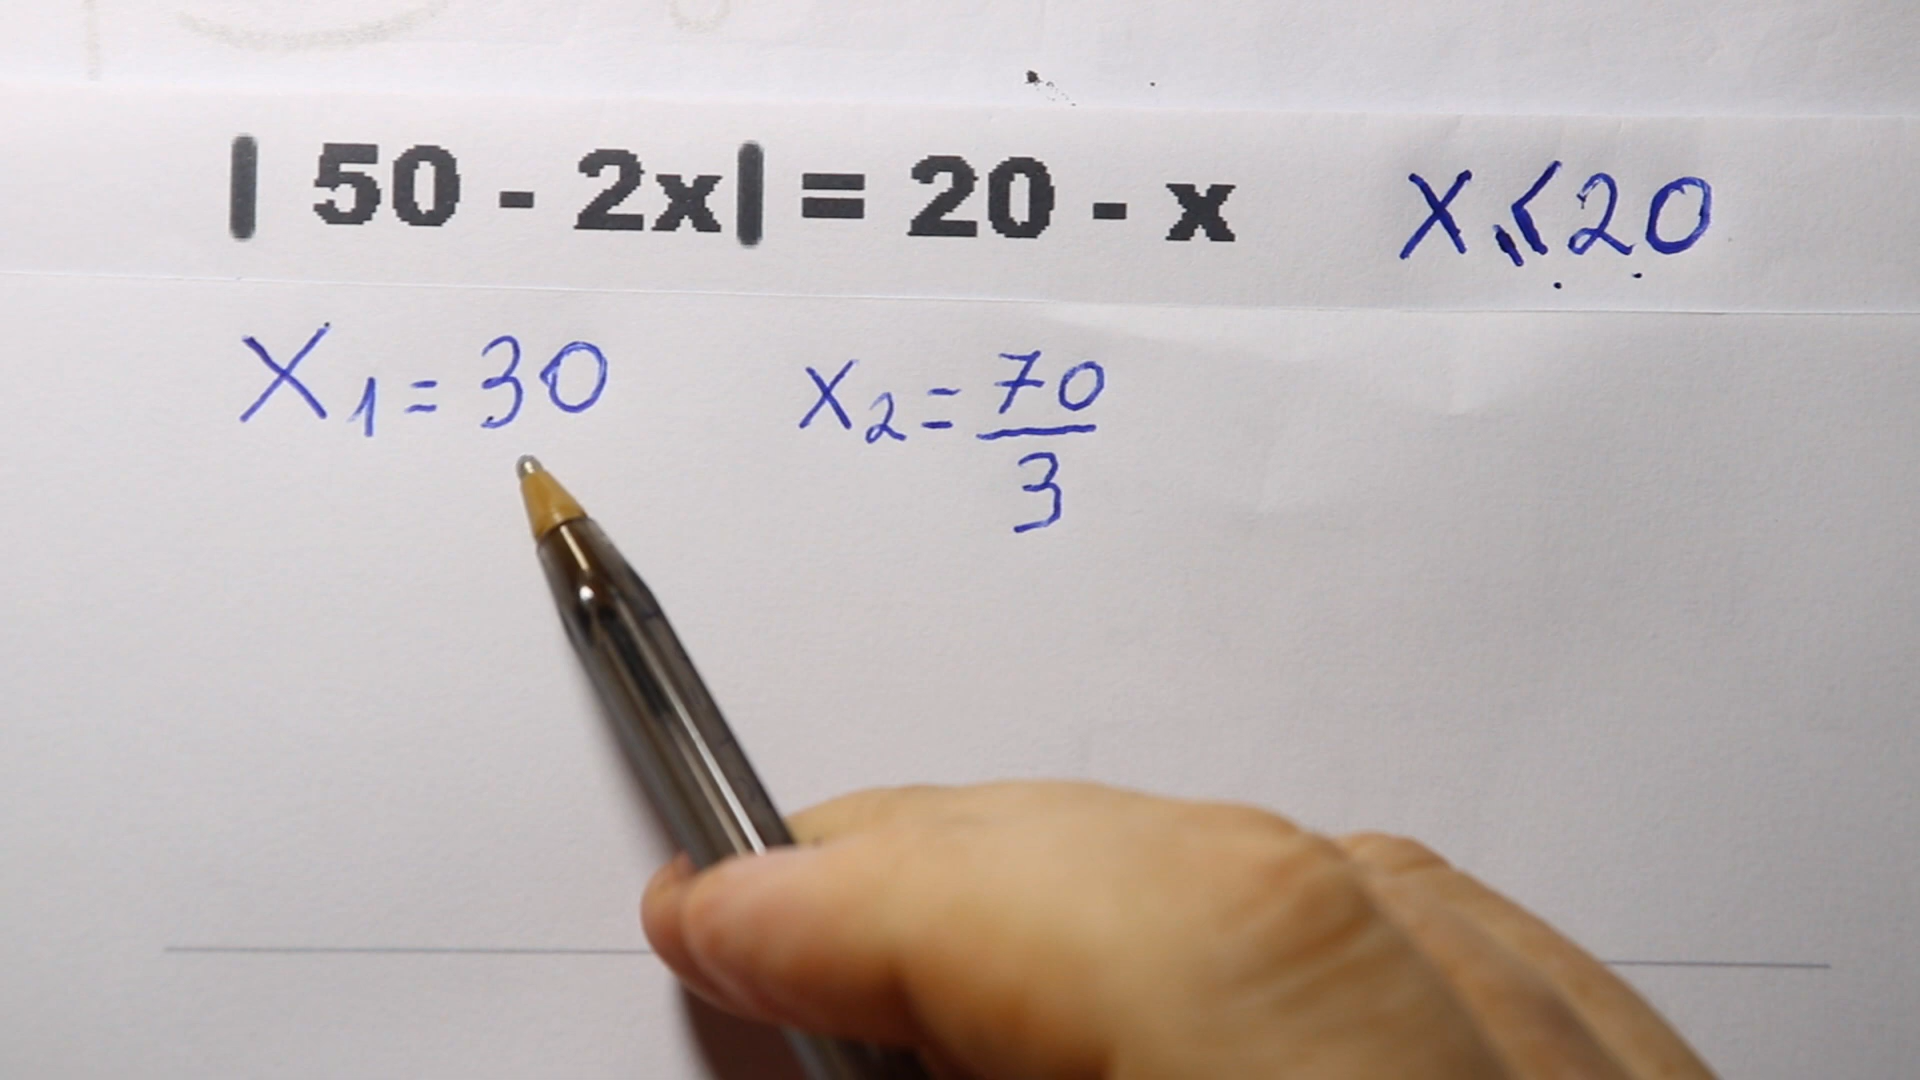 | 50 - 2x| = 20 - x x ⩽ 20
x₁ = 30 x₂ = 70/3